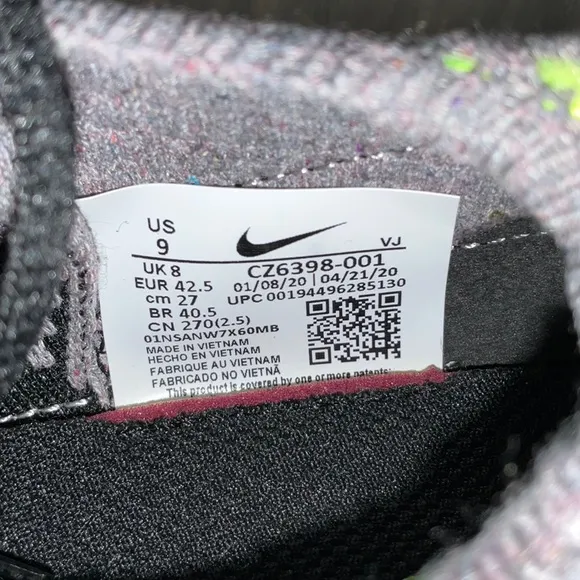 US
9
VJ
UK 8
CZ6398-001
EUR 42.5
01/08/20 | 04/21/20
cm 27
UPC 00194496285130
BR 40.5
CN 270(2.5)
01NSANW7X60MB
MADE IN VIETNAM
HECHO EN VIETNAM
FABRIQUE AU VIETNAM
FABRICADO NO VIETNÃ
This product is covered by one or more patents: